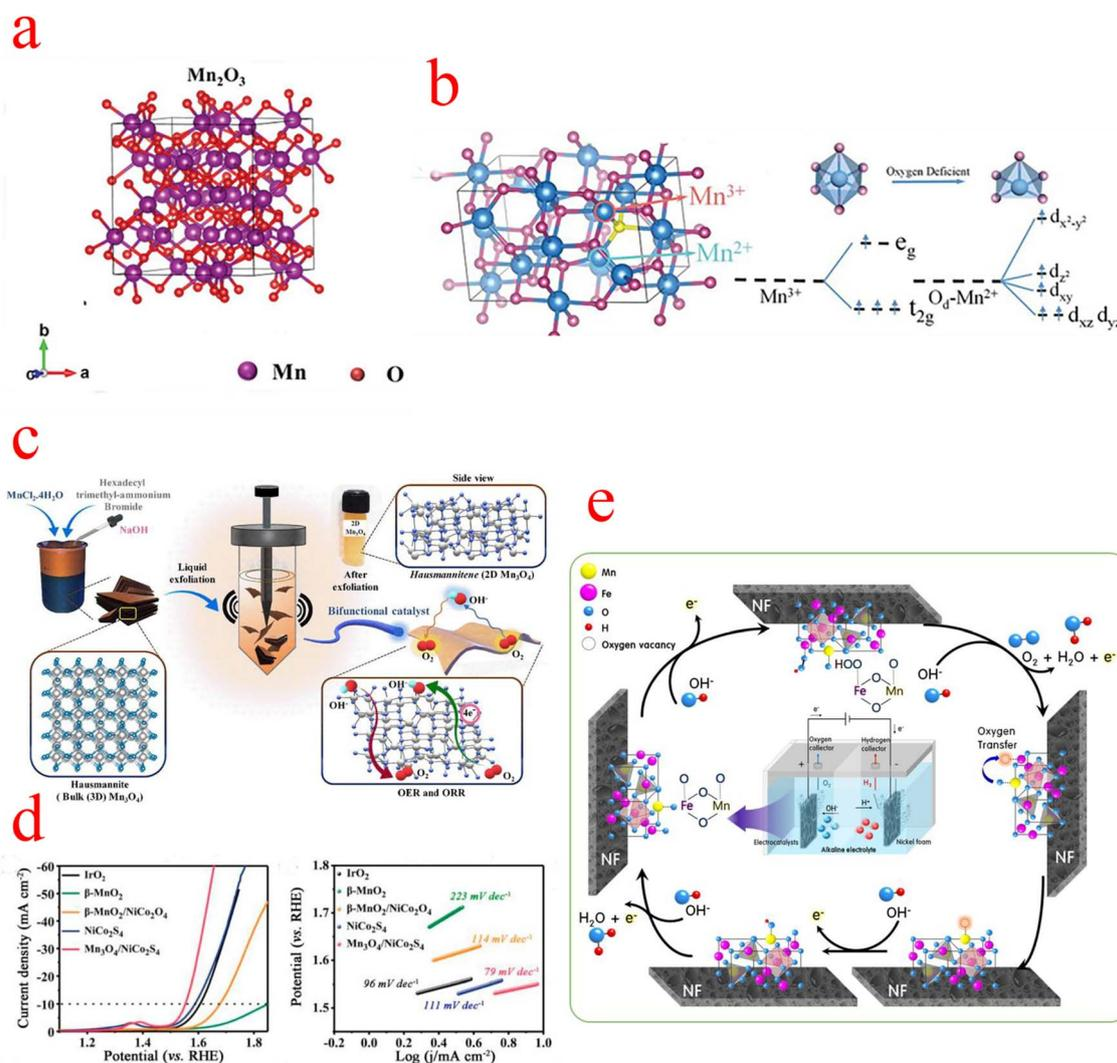 a
Mn₂O₃
b
c
a
Mn
O
b
Mn³⁺
Mn²⁺
Oxygen Deficient
Mn³⁺
e_g
t₂g
O_d-Mn²⁺
d_x²-y²
d_z²
d_xy
d_xz d_yz
c
MnCl₂.4H₂O
Hexadecyl
trimethyl-ammonium
Bromide
NaOH
Liquid
exfoliation
Hausmannite
( Bulk (3D) Mn₃O₄)
2D
Mn₃O₄
After
exfoliation
Side view
Hausmannitene (2D Mn₃O₄)
Bifunctional catalyst
OH⁻
O₂
O₂
OH⁻
OH⁻
4e⁻
O₂
O₂
OER and ORR
d
Current density (mA cm⁻²)
-60
-50
-40
-30
-20
-10
0
IrO₂
β-MnO₂
β-MnO₂/NiCo₂O₄
NiCo₂S₄
Mn₃O₄/NiCo₂S₄
1.2 1.4 1.6 1.8
Potential (vs. RHE)
Potential (vs. RHE)
1.8
1.7
1.6
1.5
IrO₂
β-MnO₂
β-MnO₂/NiCo₂O₄
NiCo₂S₄
Mn₃O₄/NiCo₂S₄
223 mV dec⁻¹
114 mV dec⁻¹
96 mV dec⁻¹
79 mV dec⁻¹
111 mV dec⁻¹
-0.2 0.0 0.2 0.4 0.6 0.8 1.0
Log (j/mA cm⁻²)
e
Mn
Fe
O
H
Oxygen vacancy
e⁻
OH⁻
NF
HOO
O
O
Fe
Mn
O
OH⁻
O₂ + H₂O + e⁻
Oxygen
Transfer
NF
NF
O
O
O
Fe
Mn
O
e⁻
e⁻
Oxygen
collector
Hydrogen
collector
+
-
O₂
H₂
OH⁻
H⁺
Electrocatalysts
Alkaline electrolyte
Nickel foam
H₂O + e⁻
OH⁻
e⁻
OH⁻
NF
NF